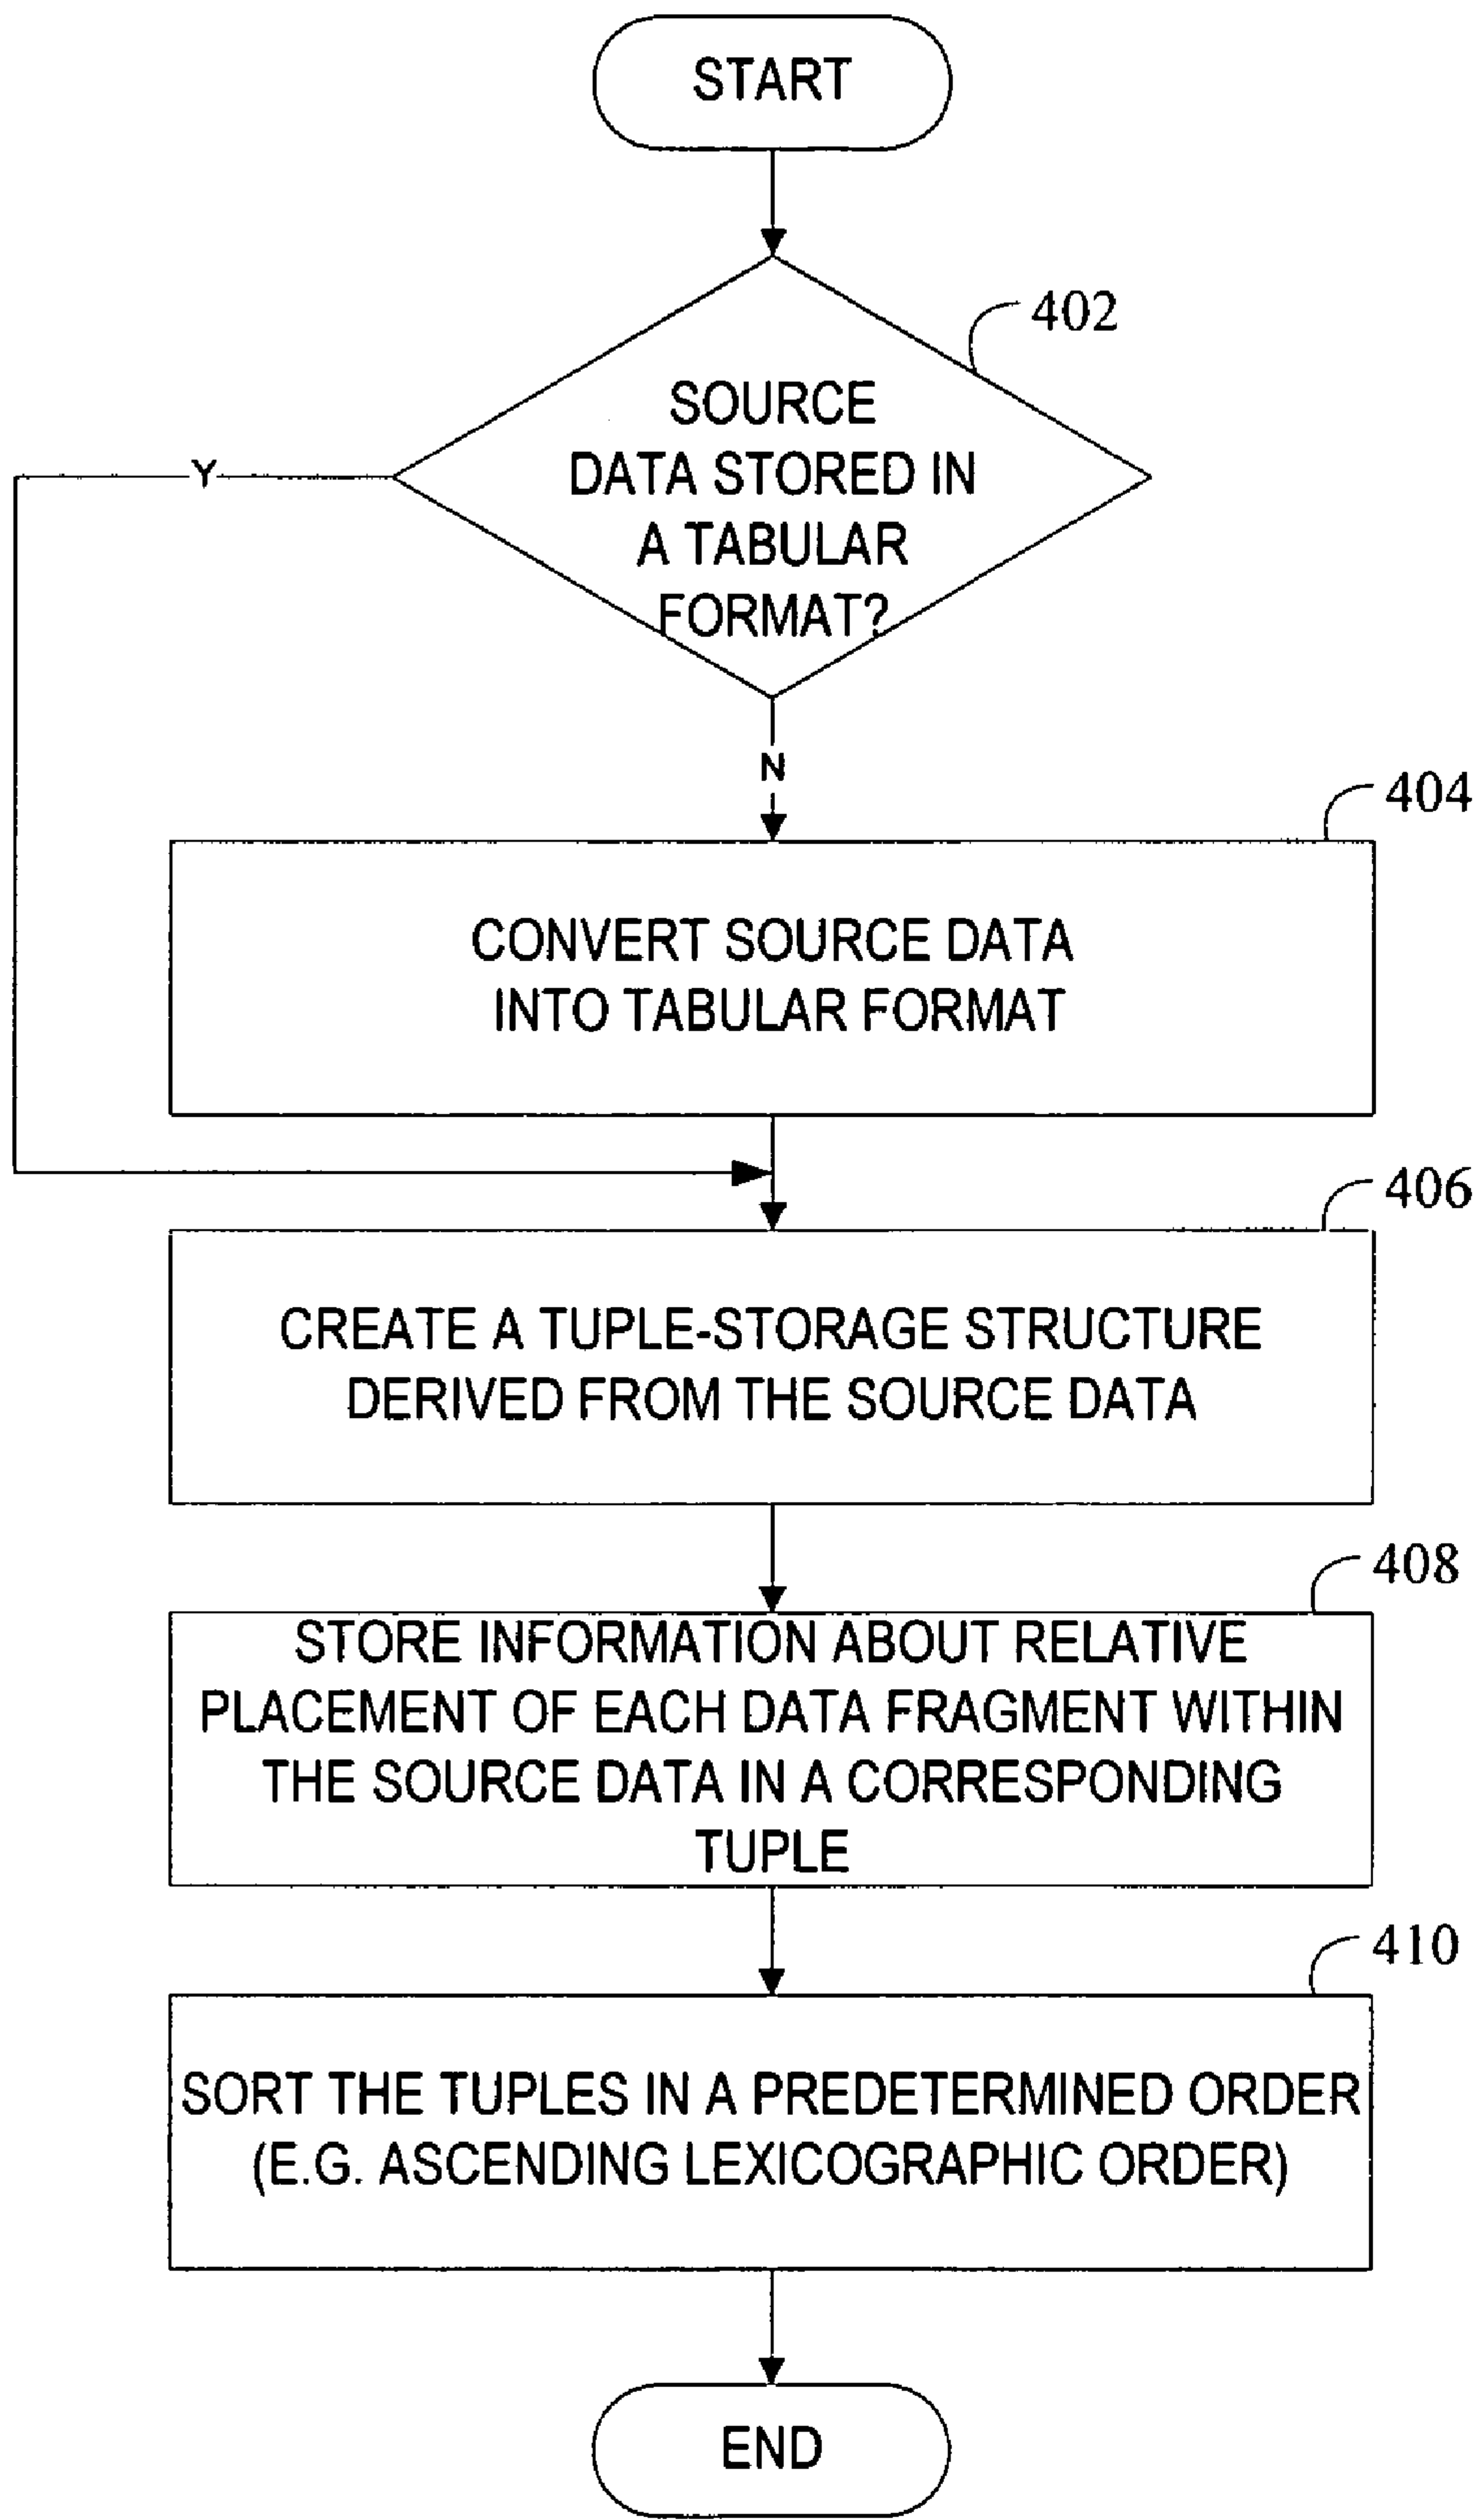 START
402
SOURCE
DATA STORED IN
A TABULAR
FORMAT?
Y
N
404
CONVERT SOURCE DATA
INTO TABULAR FORMAT
406
CREATE A TUPLE-STORAGE STRUCTURE
DERIVED FROM THE SOURCE DATA
408
STORE INFORMATION ABOUT RELATIVE
PLACEMENT OF EACH DATA FRAGMENT WITHIN
THE SOURCE DATA IN A CORRESPONDING
TUPLE
410
SORT THE TUPLES IN A PREDETERMINED ORDER
(E.G. ASCENDING LEXICOGRAPHIC ORDER)
END